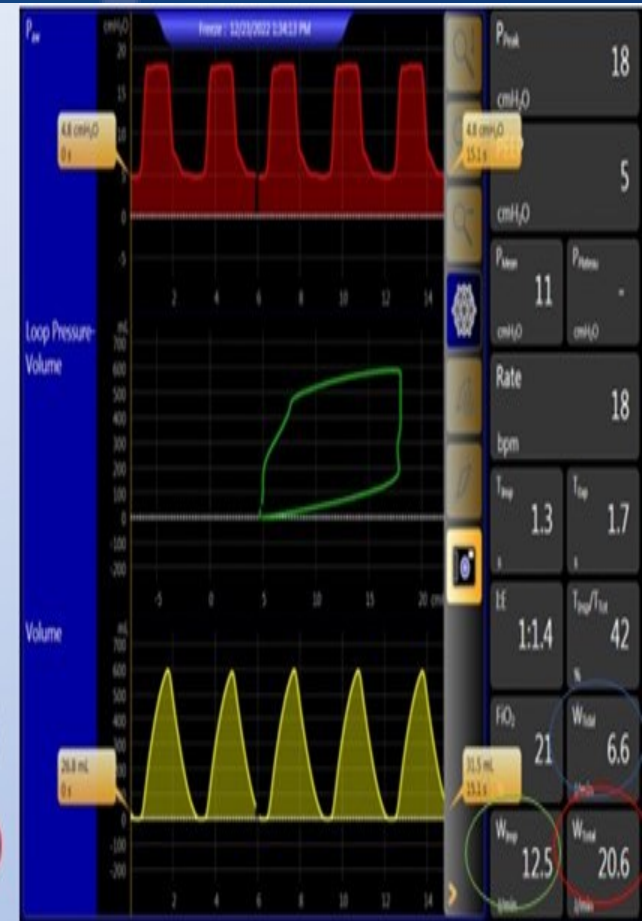 Paw
cmH₂O
Freeze : 12/23/2022 1:34:13 PM
20
15
10
5
0
-5
4.8 cmH₂O
0 s
4.8 cmH₂O
15.1 s
2 4 6 8 10 12 14
Loop Pressure-
Volume
mL
700
600
500
400
300
200
100
0
-100
-200
-5 0 5 10 15 20
Volume
mL
700
600
500
400
300
200
100
0
-100
-200
26.8 mL
0 s
31.5 mL
15.1 s
2 4 6 8 10 12 14
PPeak
18
cmH₂O
5
cmH₂O
PMean
11
cmH₂O
PPlateau
-
cmH₂O
Rate
18
bpm
TInsp
1.3
s
TExp
1.7
s
I:E
1:1.4
TInsp/TTot
42
%
FiO₂
21
6.6
WInsp
12.5
J/min
WTotal
20.6
J/min